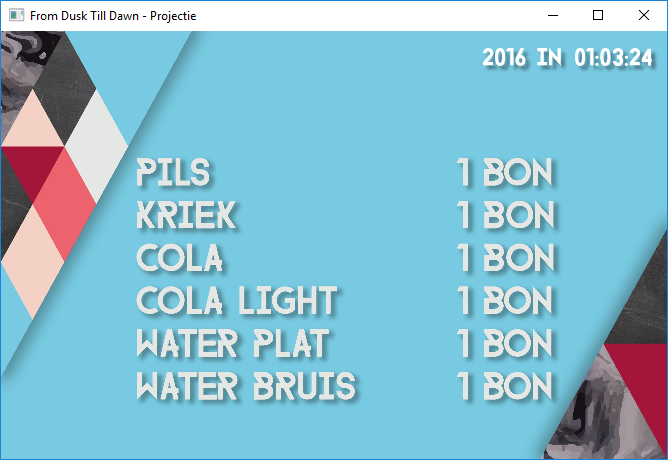 From Dusk Till Dawn - Projectie
2016 IN 01:03:24
PILS 1 BON
KRIEK 1 BON
COLA 1 BON
COLA LIGHT 1 BON
WATER PLAT 1 BON
WATER BRUIS 1 BON